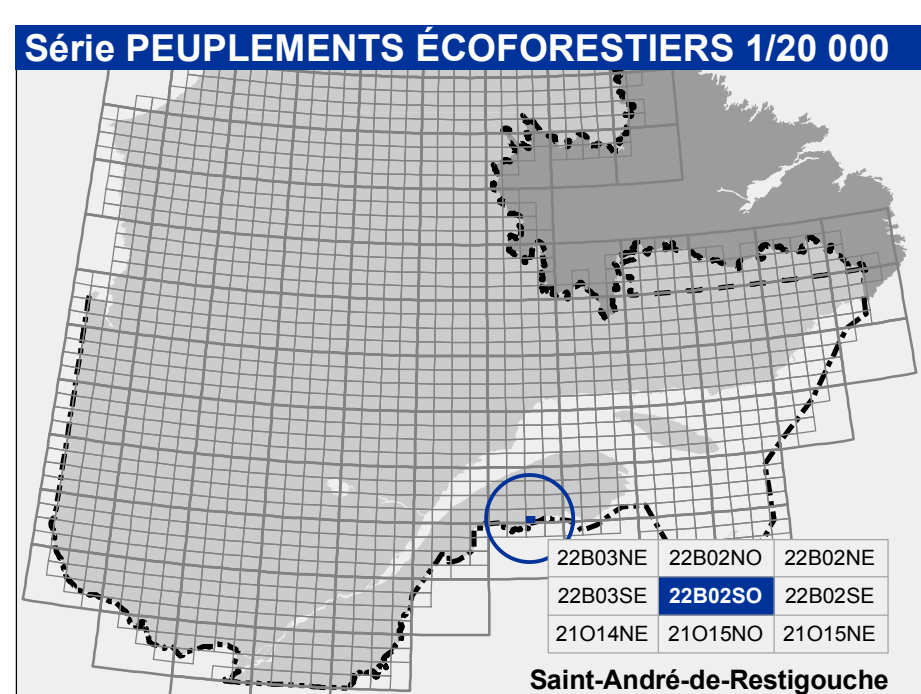 Série PEUPLEMENTS ÉCOFORESTIERS 1/20 000
22B03NE 22B02NO 22B02NE
22B03SE 22B02SO 22B02SE
21O14NE 21O15NO 21O15NE
Saint-André-de-Restigouche